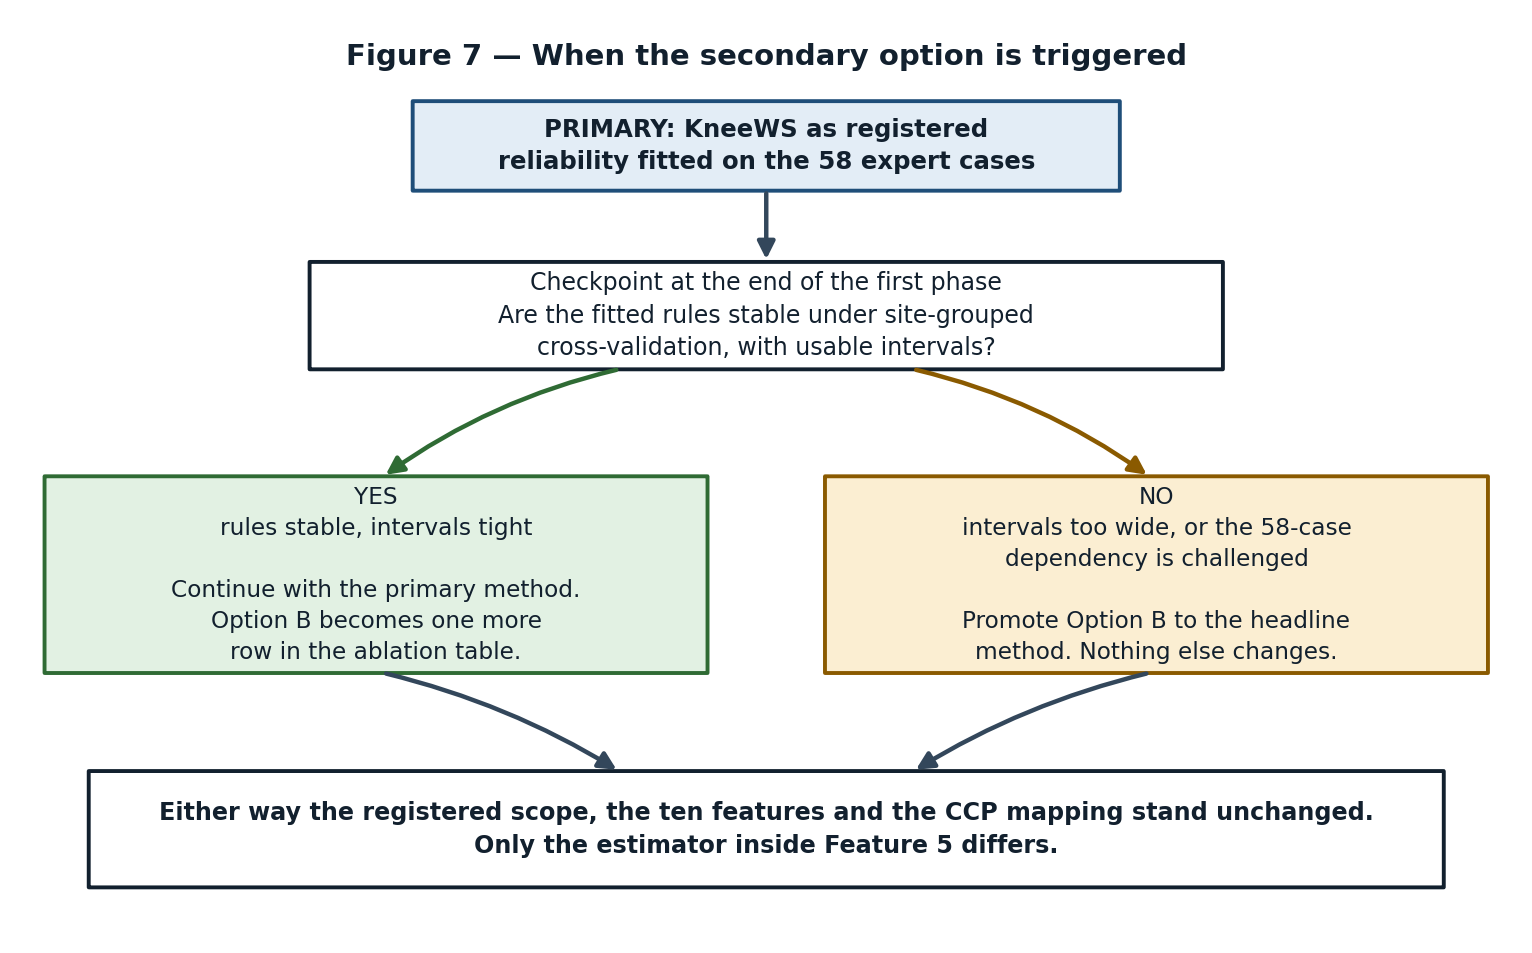 Figure 7 — When the secondary option is triggered
PRIMARY: KneeWS as registered
reliability fitted on the 58 expert cases
Checkpoint at the end of the first phase
Are the fitted rules stable under site-grouped
cross-validation, with usable intervals?
YES
rules stable, intervals tight
Continue with the primary method.
Option B becomes one more
row in the ablation table.
NO
intervals too wide, or the 58-case
dependency is challenged
Promote Option B to the headline
method. Nothing else changes.
Either way the registered scope, the ten features and the CCP mapping stand unchanged.
Only the estimator inside Feature 5 differs.